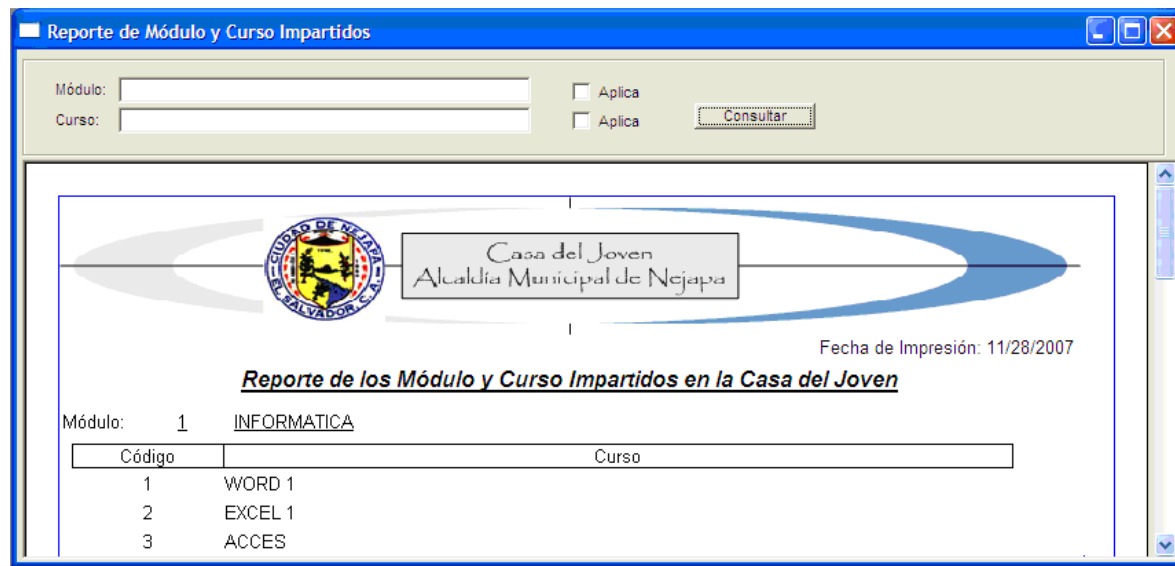 Reporte de Módulo y Curso Impartidos
Módulo:
Aplica
Curso:
Aplica
Consultar
CIUDAD DE NEJAPA
EL SALVADOR, C. A.
Casa del Joven
Alcaldía Municipal de Nejapa
Fecha de Impresión: 11/28/2007
Reporte de los Módulo y Curso Impartidos en la Casa del Joven
Módulo: 1 INFORMATICA
Código Curso
1 WORD 1
2 EXCEL 1
3 ACCES